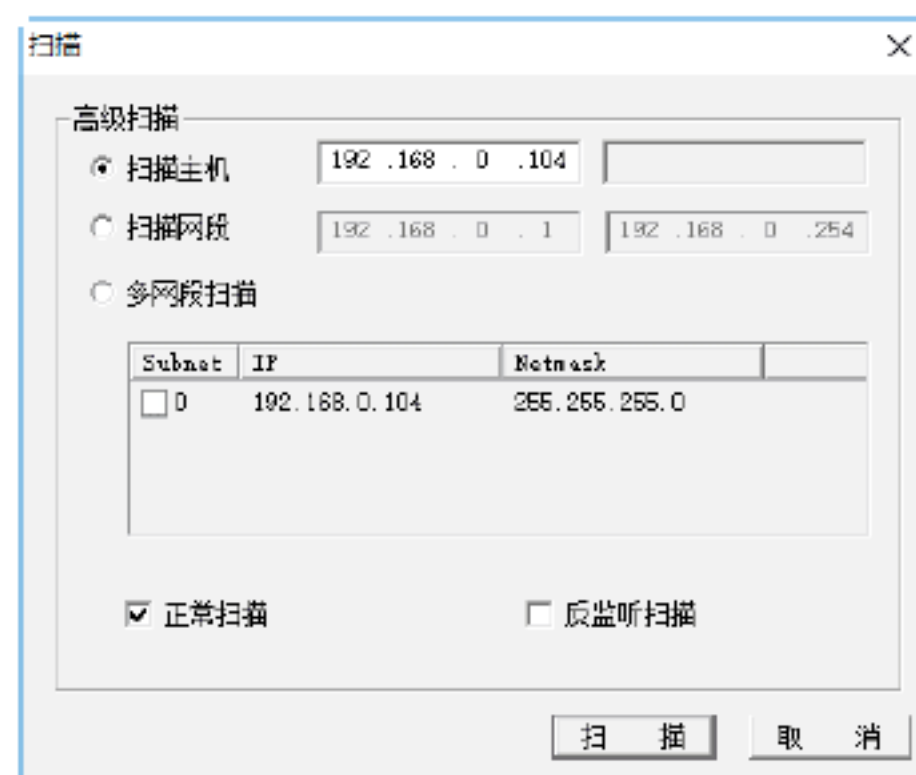 扫描
高级扫描
扫描主机 192 .168 . 0 .104
扫描网段 192 .168 . 0 . 1 192 .168 . 0 .254
多网段扫描
Subnet IP Netmask
0 192.168.0.104 255.255.255.0
正常扫描 反监听扫描
扫 描 取 消